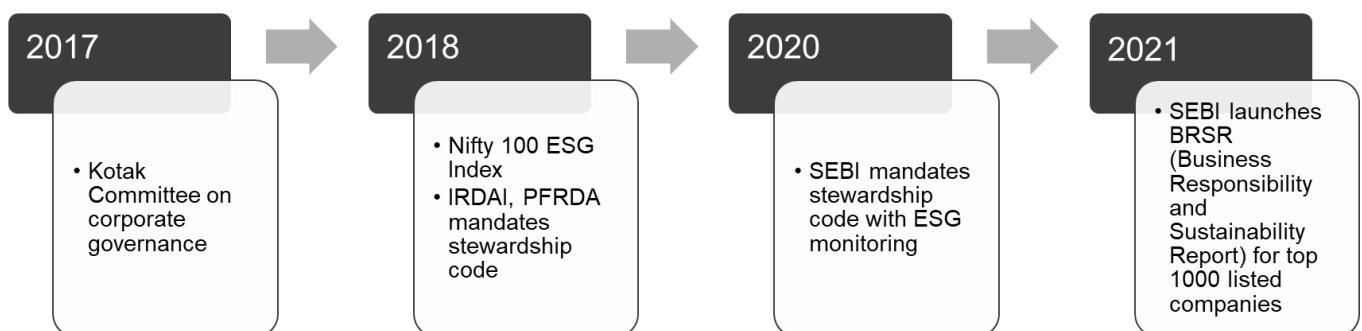 2017
• Kotak
Committee on
corporate
governance
2018
• Nifty 100 ESG
Index
• IRDAI, PFRDA
mandates
stewardship
code
2020
• SEBI mandates
stewardship
code with ESG
monitoring
2021
• SEBI launches
BRSR
(Business
Responsibility
and
Sustainability
Report) for top
1000 listed
companies